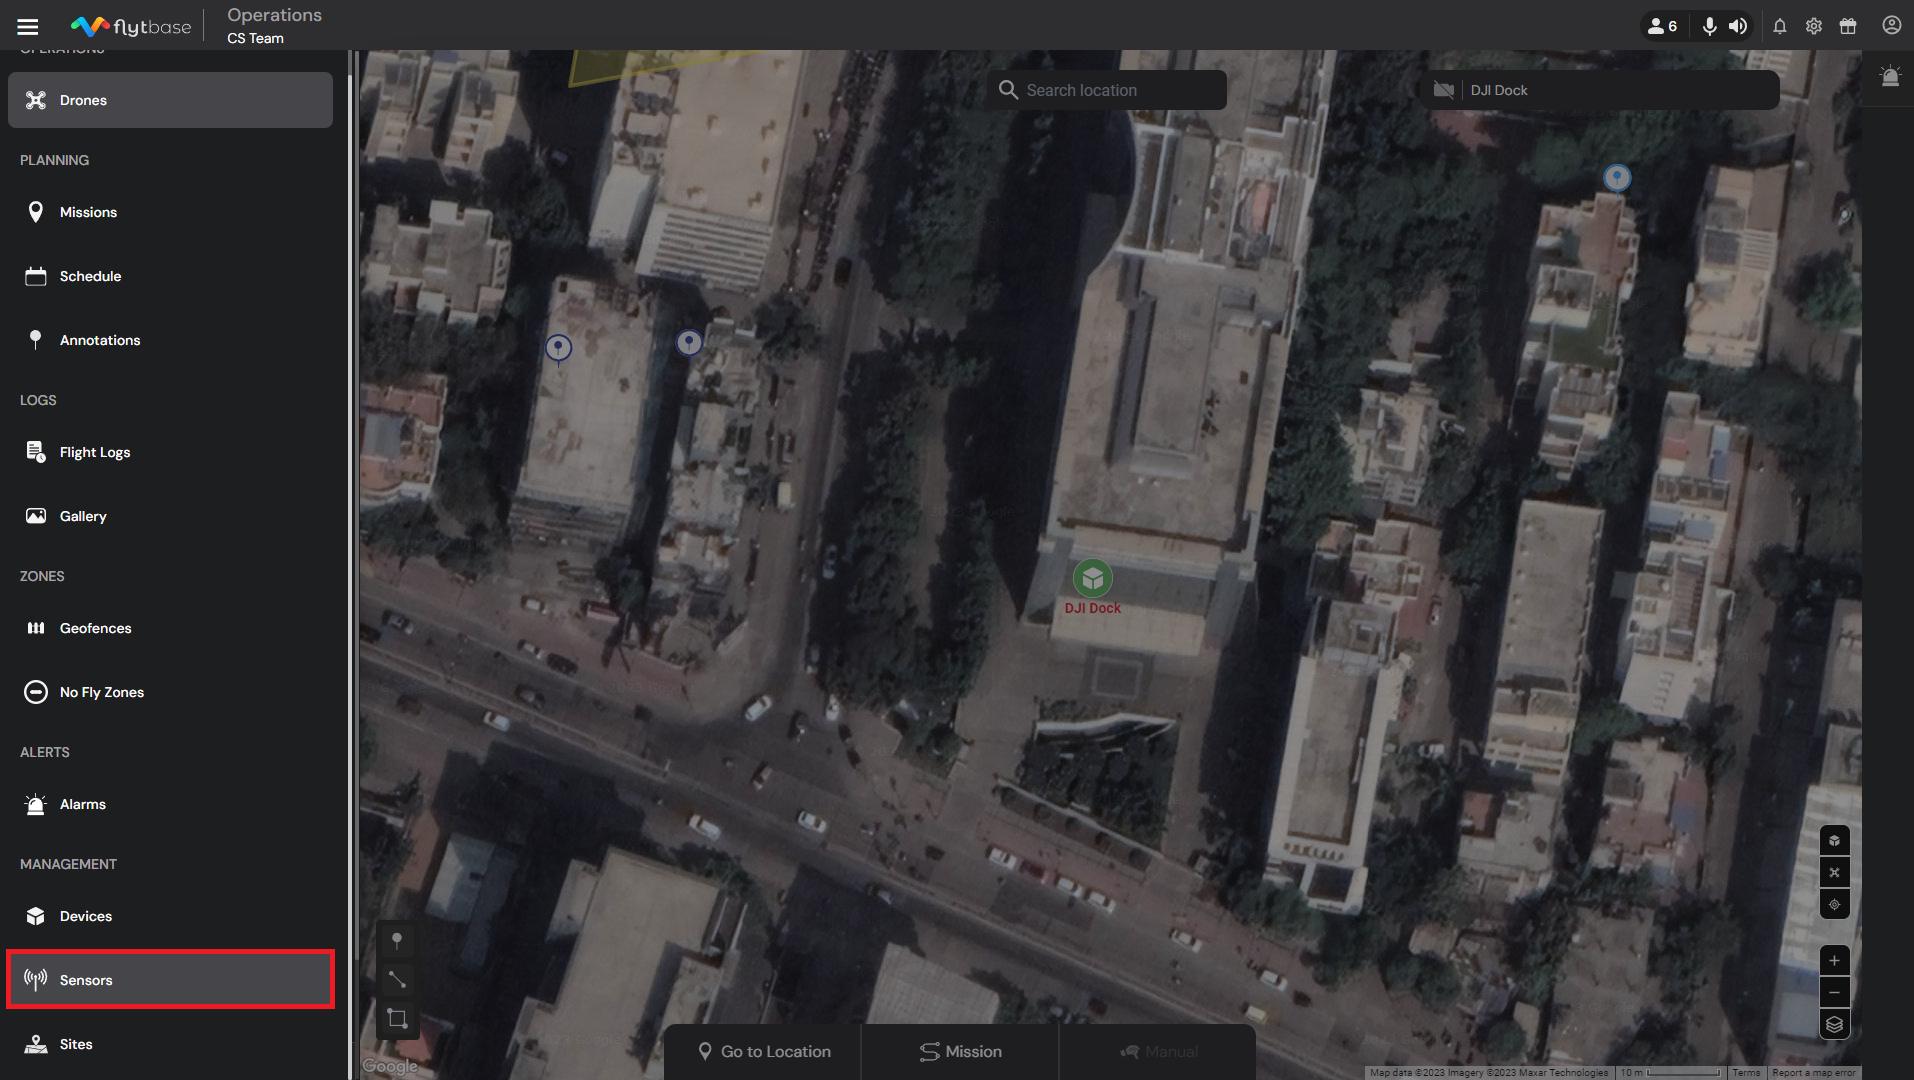 flytbase
Operations
CS Team
6
OPERATIONS
Drones
PLANNING
Missions
Schedule
Annotations
LOGS
Flight Logs
Gallery
ZONES
Geofences
No Fly Zones
ALERTS
Alarms
MANAGEMENT
Devices
Sensors
Sites
Search location
DJI Dock
DJI Dock
Go to Location
Mission
Manual
Google
Map data ©2023 Imagery ©2023 Maxar Technologies
10 m
Terms
Report a map error